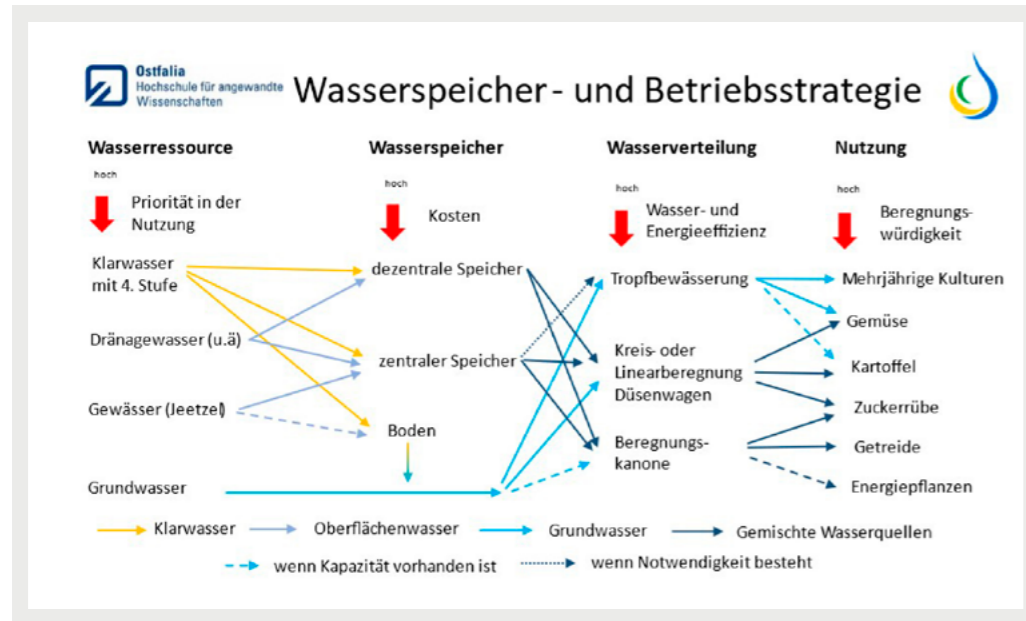 Ostfalia
Hochschule für angewandte
Wissenschaften
Wasserspeicher - und Betriebsstrategie
Wasserressource
hoch
Priorität in der
Nutzung
Klarwasser
mit 4. Stufe
Dränagewasser (u.ä)
Gewässer (Jeetzel)
Grundwasser
Wasserspeicher
hoch
Kosten
dezentrale Speicher
zentraler Speicher
Boden
Wasserverteilung
hoch
Wasser- und
Energieeffizienz
Tropfbewässerung
Kreis- oder
Linearberegnung
Düsenwagen
Beregnungs-
kanone
Nutzung
hoch
Beregnungs-
würdigkeit
Mehrjährige Kulturen
Gemüse
Kartoffel
Zuckerrübe
Getreide
Energiepflanzen
Klarwasser
Oberflächenwasser
Grundwasser
Gemischte Wasserquellen
wenn Kapazität vorhanden ist
wenn Notwendigkeit besteht